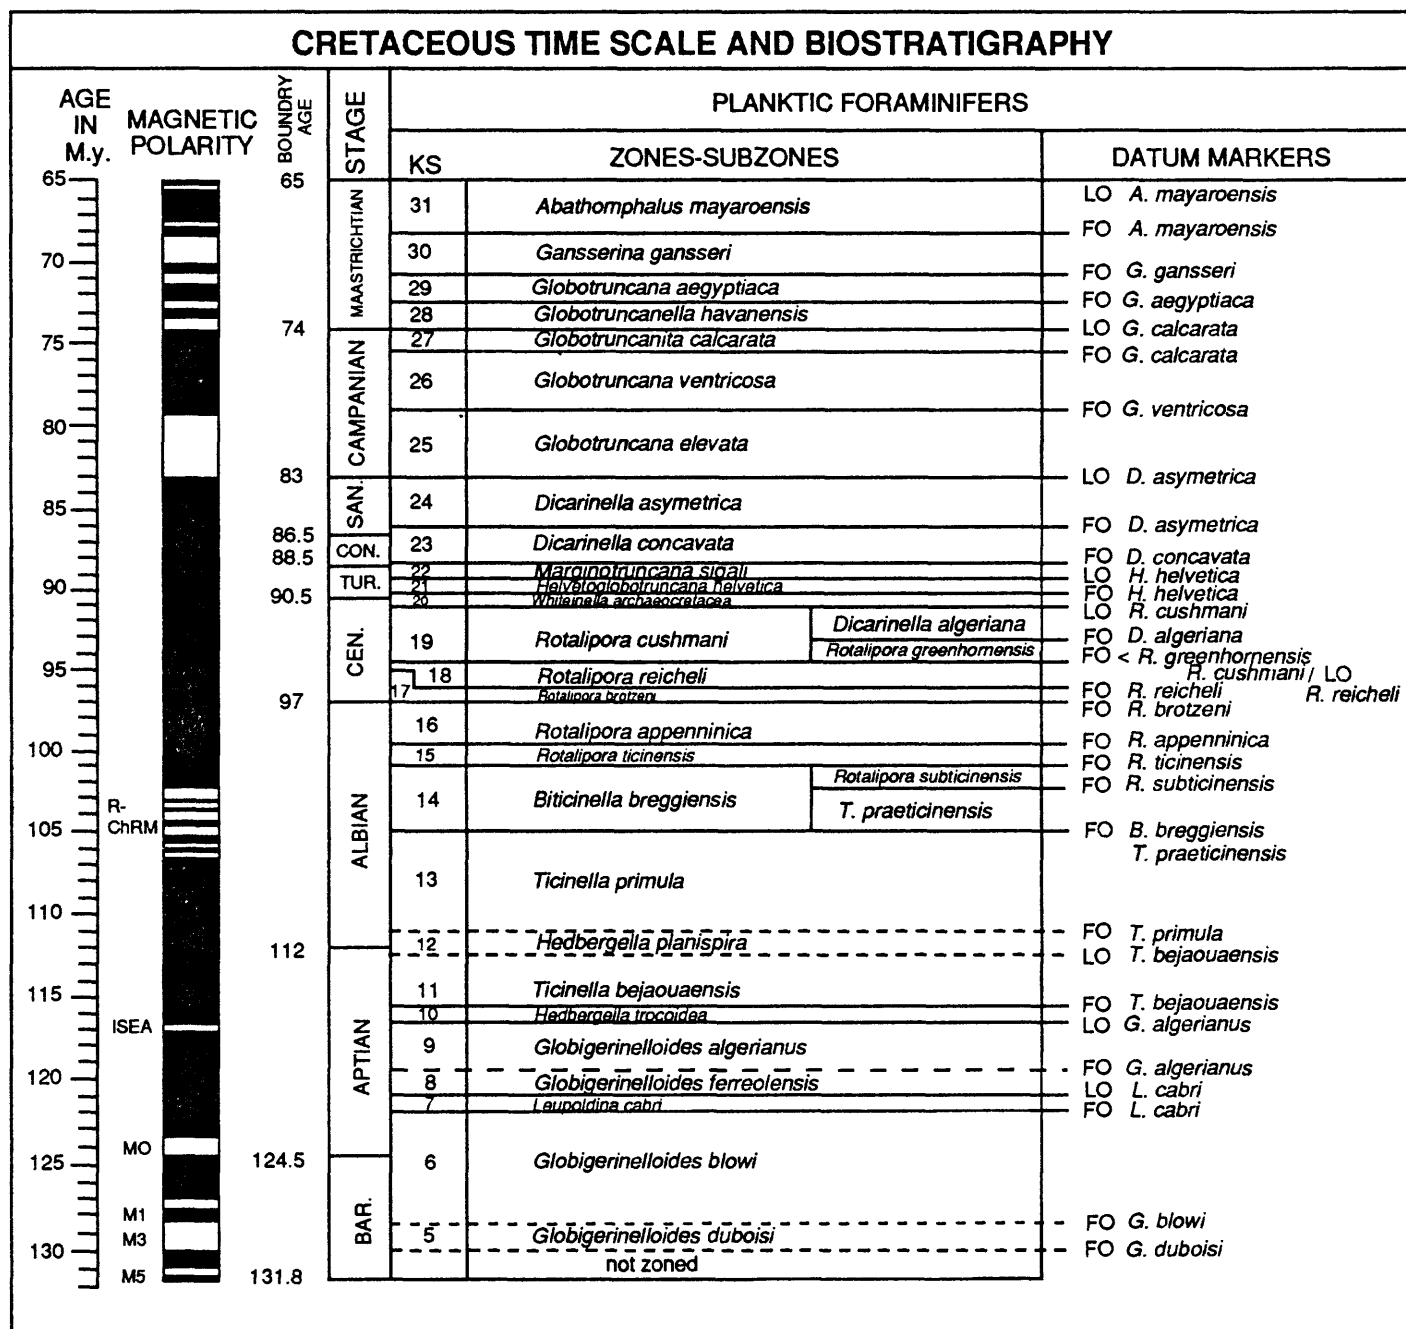 CRETACEOUS TIME SCALE AND BIOSTRATIGRAPHY
AGE IN M.y.
MAGNETIC POLARITY
BOUNDRY AGE
STAGE
PLANKTIC FORAMINIFERS
KS
ZONES-SUBZONES
DATUM MARKERS
65
70
75
80
85
90
95
100
105
110
115
120
125
130
R-
ChRM
ISEA
MO
M1
M3
M5
65
74
83
86.5
88.5
90.5
97
112
124.5
131.8
MAASTRICHTIAN
CAMPANIAN
SAN.
CON.
TUR.
CEN.
ALBIAN
APTIAN
BAR.
31 Abathomphalus mayaroensis
30 Gansserina gansseri
29 Globotruncana aegyptiaca
28 Globotruncanella havanensis
27 Globotruncanita calcarata
26 Globotruncana ventricosa
25 Globotruncana elevata
24 Dicarinella asymetrica
23 Dicarinella concavata
22 Marginotruncana sigali
21 Helvetoglobotruncana helvetica
20 Whiteinella archaeocretacea
19 Rotalipora cushmani
Dicarinella algeriana
Rotalipora greenhornensis
18 Rotalipora reicheli
17 Rotalipora brotzeni
16 Rotalipora appenninica
15 Rotalipora ticinensis
14 Biticinella breggiensis
Rotalipora subticinensis
T. praeticinensis
13 Ticinella primula
12 Hedbergella planispira
11 Ticinella bejaouaensis
10 Hedbergella trocoidea
9 Globigerinelloides algerianus
8 Globigerinelloides ferreolensis
7 Leupoldina cabri
6 Globigerinelloides blowi
5 Globigerinelloides duboisi
not zoned
LO A. mayaroensis
FO A. mayaroensis
FO G. gansseri
FO G. aegyptiaca
LO G. calcarata
FO G. calcarata
FO G. ventricosa
LO D. asymetrica
FO D. asymetrica
FO D. concavata
LO H. helvetica
FO H. helvetica
LO R. cushmani
FO D. algeriana
FO < R. greenhornensis
R. cushmani / LO
FO R. reicheli R. reicheli
FO R. brotzeni
FO R. appenninica
FO R. ticinensis
FO R. subticinensis
FO B. breggiensis
T. praeticinensis
FO T. primula
LO T. bejaouaensis
FO T. bejaouaensis
LO G. algerianus
FO G. algerianus
LO L. cabri
FO L. cabri
FO G. blowi
FO G. duboisi